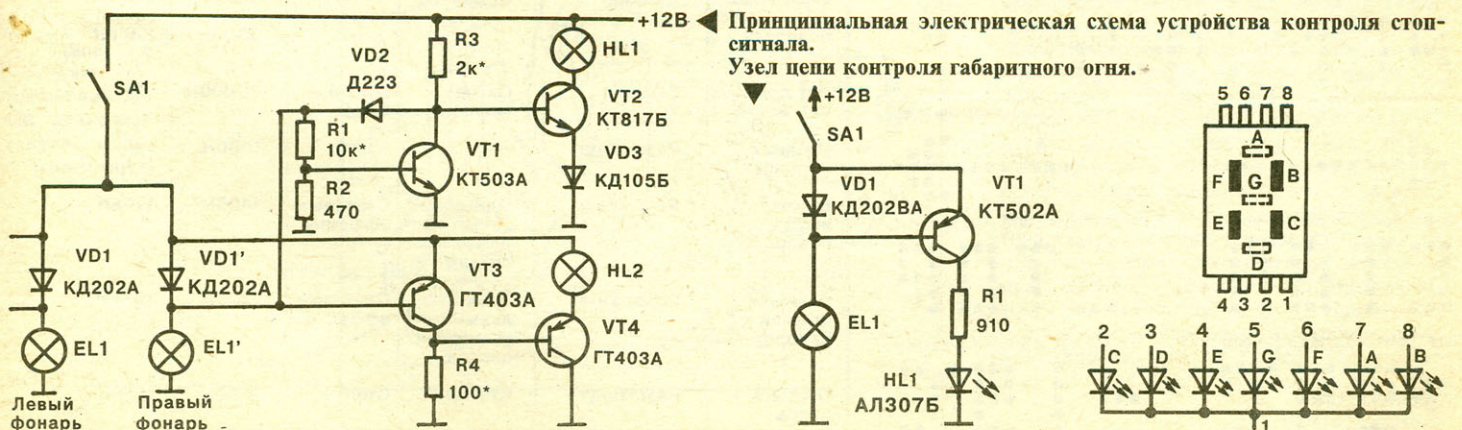 +12В
Принципиальная электрическая схема устройства контроля стоп-
сигнала.
Узел цепи контроля габаритного огня.
SA1
VD2
Д223
R3
2к*
HL1
VT2
КТ817Б
R1
10к*
VT1
КТ503А
VD3
КД105Б
R2
470
VD1
КД202А
VD1'
КД202А
VT3
ГТ403А
HL2
VT4
ГТ403А
EL1
EL1'
R4
100*
Левый
фонарь
Правый
фонарь
+12В
SA1
VD1
КД202ВА
VT1
КТ502А
EL1
R1
910
HL1
АЛ307Б
5 6 7 8
A
F G B
E C
D
4 3 2 1
2 3 4 5 6 7 8
C D E G F A B
1